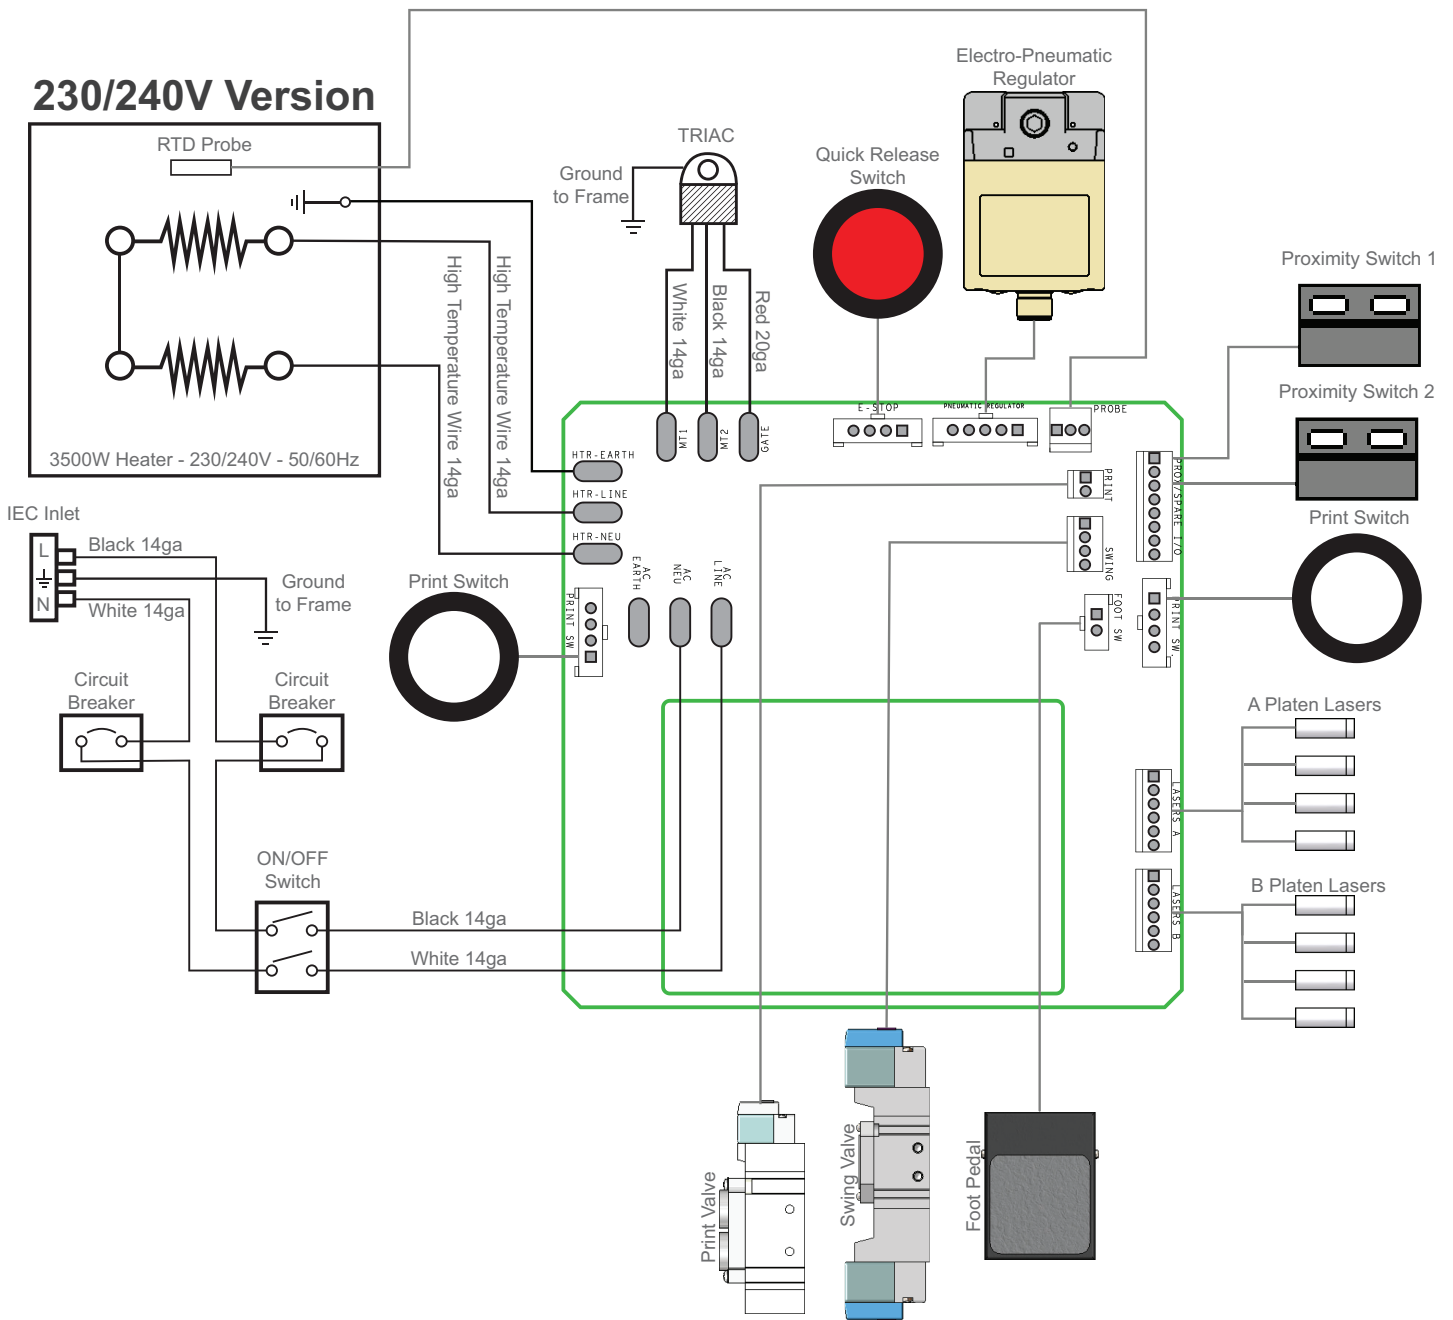 230/240V Version
RTD Probe
High Temperature Wire 14ga
High Temperature Wire 14ga
3500W Heater - 230/240V - 50/60Hz
TRIAC
Ground
to Frame
White 14ga
Black 14ga
Red 20ga
Quick Release
Switch
Electro-Pneumatic
Regulator
Proximity Switch 1
Proximity Switch 2
Print Switch
E-STOP
PNEUMATIC REGULATOR
PROBE
MT1
MT2
GATE
HTR-EARTH
HTR-LINE
HTR-NEU
PRINT
PROX/SPARE I/O
SWING
FOOT SW
PRINT SW.
AC
EARTH
AC
NEU
AC
LINE
PRINT SW
IEC Inlet
L
N
Black 14ga
White 14ga
Ground
to Frame
Print Switch
Circuit
Breaker
Circuit
Breaker
ON/OFF
Switch
Black 14ga
White 14ga
A Platen Lasers
LASERS A
B Platen Lasers
LASERS B
Print Valve
Swing Valve
Foot Pedal